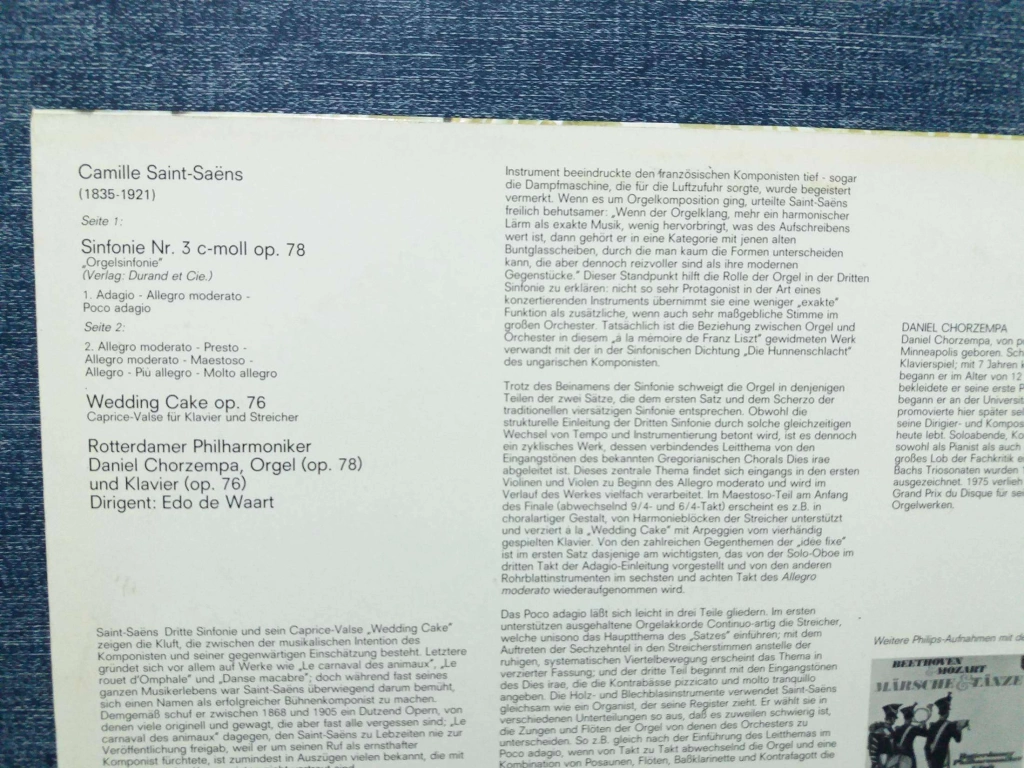 Camille Saint-Saëns
(1835-1921)
Seite 1:
Sinfonie Nr. 3 c-moll op. 78
„Orgelsinfonie"
(Verlag: Durand et Cie.)
1. Adagio - Allegro moderato -
Poco adagio
Seite 2:
2. Allegro moderato - Presto -
Allegro moderato - Maestoso -
Allegro - Più allegro - Molto allegro
Wedding Cake op. 76
Caprice-Valse für Klavier und Streicher
Rotterdamer Philharmoniker
Daniel Chorzempa, Orgel (op. 78)
und Klavier (op. 76)
Dirigent: Edo de Waart
Saint-Saëns Dritte Sinfonie und sein Caprice-Valse „Wedding Cake"
zeigen die Kluft, die zwischen der musikalischen Intention des
Komponisten und seiner gegenwärtigen Einschätzung besteht. Letztere
gründet sich vor allem auf Werke wie „Le carnaval des animaux", „Le
rouet d'Omphale" und „Danse macabre"; doch während fast seines
ganzen Musikerlebens war Saint-Saëns überwiegend darum bemüht,
sich einen Namen als erfolgreicher Bühnenkomponist zu machen.
Demgemäß schuf er zwischen 1868 und 1905 ein Dutzend Opern, von
denen viele originell und gewagt, die aber fast alle vergessen sind; „Le
carnaval des animaux" dagegen, den Saint-Saëns zu Lebzeiten nie zur
Veröffentlichung freigab, weil er um seinen Ruf als ernsthafter
Komponist fürchtete, ist zumindest in Auszügen vielen bekannt, die mit
Instrument beeindruckte den französischen Komponisten tief - sogar
die Dampfmaschine, die für die Luftzufuhr sorgte, wurde begeistert
vermerkt. Wenn es um Orgelkomposition ging, urteilte Saint-Saëns
freilich behutsamer: „Wenn der Orgelklang, mehr ein harmonischer
Lärm als exakte Musik, wenig hervorbringt, was des Aufschreibens
wert ist, dann gehört er in eine Kategorie mit jenen alten
Buntglasscheiben, durch die man kaum die Formen unterscheiden
kann, die aber dennoch reizvoller sind als ihre modernen
Gegenstücke." Dieser Standpunkt hilft die Rolle der Orgel in der Dritten
Sinfonie zu erklären: nicht so sehr Protagonist in der Art eines
konzertierenden Instruments übernimmt sie eine weniger „exakte"
Funktion als zusätzliche, wenn auch sehr maßgebliche Stimme im
großen Orchester. Tatsächlich ist die Beziehung zwischen Orgel und
Orchester in diesem „à la mémoire de Franz Liszt" gewidmeten Werk
verwandt mit der in der Sinfonischen Dichtung „Die Hunnenschlacht"
des ungarischen Komponisten.
Trotz des Beinamens der Sinfonie schweigt die Orgel in denjenigen
Teilen der zwei Sätze, die dem ersten Satz und dem Scherzo der
traditionellen viersätzigen Sinfonie entsprechen. Obwohl die
strukturelle Einleitung der Dritten Sinfonie durch solche gleichzeitigen
Wechsel von Tempo und Instrumentierung betont wird, ist es dennoch
ein zyklisches Werk, dessen verbindendes Leitthema von den
Eingangstönen des bekannten Gregorianischen Chorals Dies irae
abgeleitet ist. Dieses zentrale Thema findet sich eingangs in den ersten
Violinen und Violen zu Beginn des Allegro moderato und wird im
Verlauf des Werkes vielfach verarbeitet. Im Maestoso-Teil am Anfang
des Finale (abwechselnd 9/4- und 6/4-Takt) erscheint es z.B. in
choralartiger Gestalt, von Harmonieblöcken der Streicher unterstützt
und verziert à la „Wedding Cake" mit Arpeggien vom vierhändig
gespielten Klavier. Von den zahlreichen Gegenthemen der „idée fixe"
ist im ersten Satz dasjenige am wichtigsten, das von der Solo-Oboe im
dritten Takt der Adagio-Einleitung vorgestellt und von den anderen
Rohrblattinstrumenten im sechsten und achten Takt des Allegro
moderato wiederaufgenommen wird.
Das Poco adagio läßt sich leicht in drei Teile gliedern. Im ersten
unterstützen ausgehaltene Orgelakkorde Continuo-artig die Streicher,
welche unisono das Hauptthema des „Satzes" einführen; mit dem
Auftreten der Sechzehntel in den Streicherstimmen anstelle der
ruhigen, systematischen Viertelbewegung erscheint das Thema in
verzierter Fassung; und der dritte Teil beginnt mit den Eingangstönen
des Dies irae, die die Kontrabässe pizzicato und molto tranquillo
angeben. Die Holz- und Blechblasinstrumente verwendet Saint-Saëns
gleichsam wie ein Organist, der seine Register zieht. Er wählt sie in
verschiedenen Unterteilungen so aus, daß es zuweilen schwierig ist,
die Zungen und Flöten der Orgel von denen des Orchesters zu
unterscheiden. So z.B. gleich nach der Einführung des Leitthemas im
Poco adagio, wenn von Takt zu Takt abwechselnd die Orgel und eine
Kombination von Posaunen, Flöten, Baßklarinette und Kontrafagott die
DANIEL CHORZEMPA
Daniel Chorzempa, von
Minneapolis geboren.
Klavierspiel; mit 7 Jahren
begann er im Alter von 12
bekleidete er seine erste
begann er an der
promovierte hier später
seine Dirigier- und
heute lebt. Soloabende,
sowohl als Pianist als auch
großes Lob der Fachkritik
Bachs Triosonaten wurden
ausgezeichnet. 1975 verlieh
Grand Prix du Disque für
Orgelwerken.
Weitere Philips-Aufnahmen mit
BEETHOVEN
MOZART
MÄRSCHE & TÄNZE